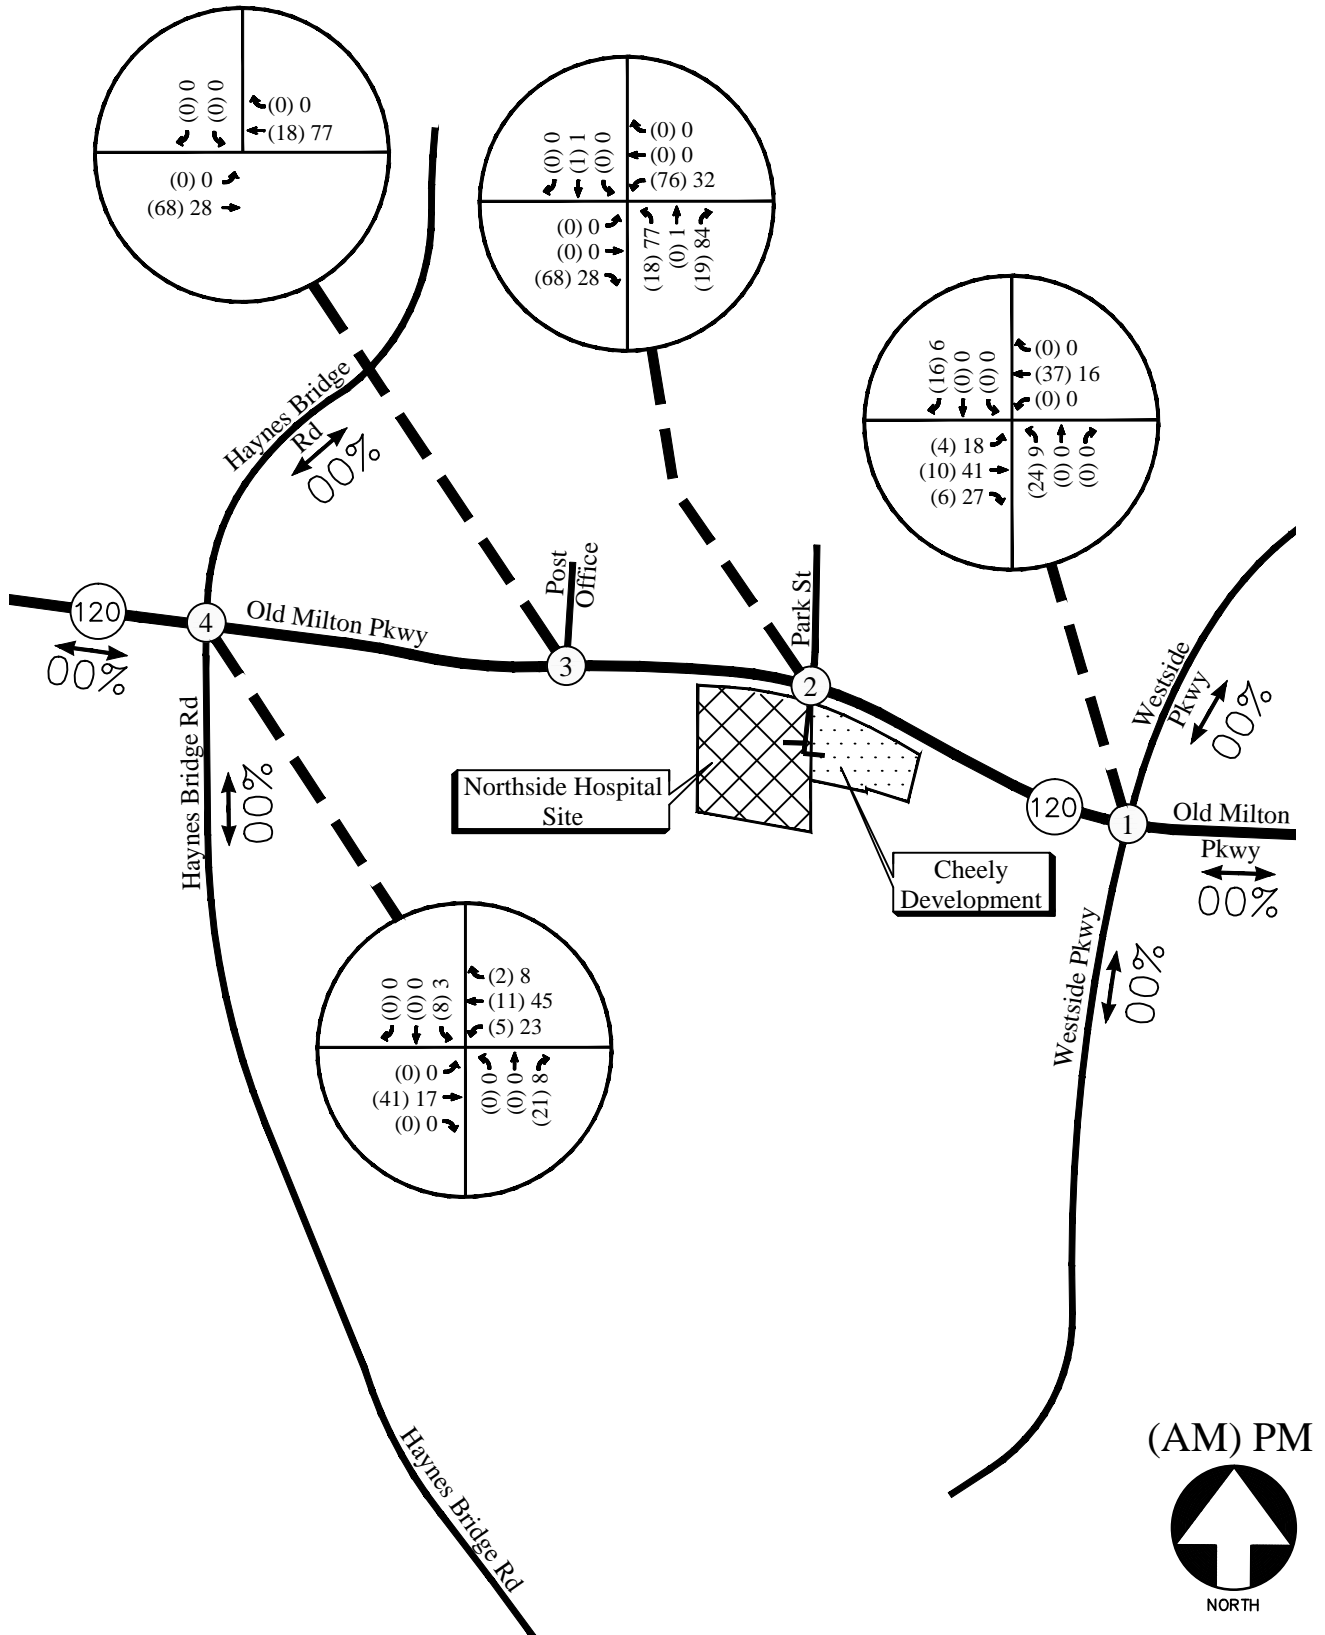 (0) 0
(0) 0
(0) 0
(18) 77
(0) 0
(68) 28
(0) 0
(1) 1
(0) 0
(0) 0
(0) 0
(76) 32
(0) 0
(0) 0
(68) 28
(18) 77
(0) 1
(19) 84
(16) 6
(0) 0
(0) 0
(0) 0
(37) 16
(0) 0
(4) 18
(10) 41
(6) 27
(24) 9
(0) 0
(0) 0
Haynes Bridge
Rd
00%
Post
Office
Park St
120
00%
4
Old Milton Pkwy
3
2
Westside
Pkwy
00%
Haynes Bridge Rd
00%
Northside Hospital
Site
120
1
Old Milton
Pkwy
00%
Cheely
Development
Westside Pkwy
00%
(0) 0
(0) 0
(8) 3
(2) 8
(11) 45
(5) 23
(0) 0
(41) 17
(0) 0
(0) 0
(0) 0
(21) 8
Haynes Bridge Rd
(AM) PM
NORTH